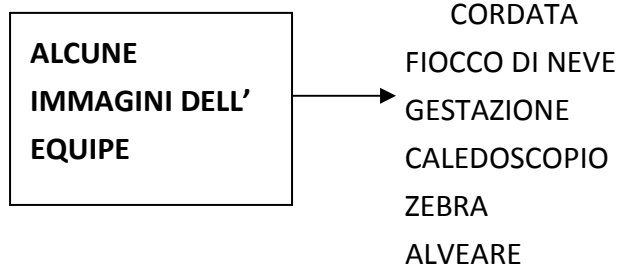 ALCUNE
IMMAGINI DELL’
EQUIPE
CORDATA
FIOCCO DI NEVE
GESTAZIONE
CALEDOSCOPIO
ZEBRA
ALVEARE